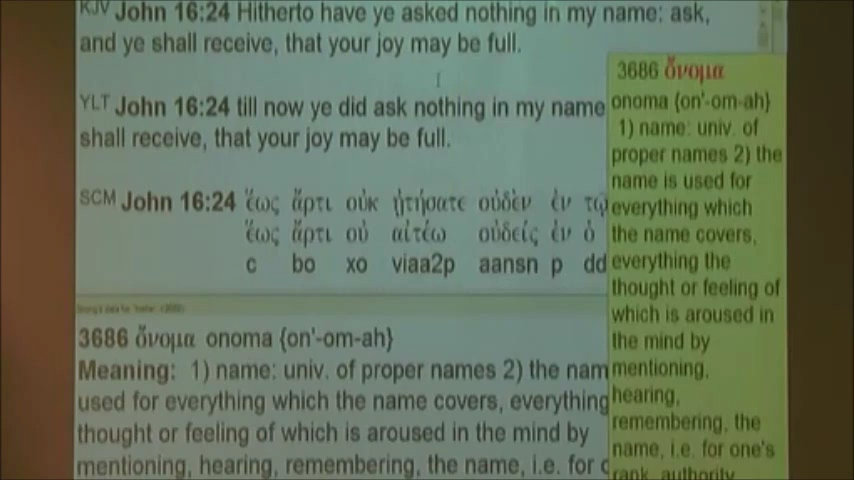 KJV John 16:24 Hitherto have ye asked nothing in my name: ask,
and ye shall receive, that your joy may be full.
YLT John 16:24 till now ye did ask nothing in my name
shall receive, that your joy may be full.
SCM John 16:24 ἕως ἄρτι οὐκ ᾐτήσατε οὐδὲν ἐν τῷ
ἕως ἄρτι οὐ αἰτέω οὐδείς ἐν ὁ
c bo xo viaa2p aansn p dd
3686 ὄνομα onoma {on'-om-ah}
Meaning: 1) name: univ. of proper names 2) the nam
used for everything which the name covers, everything
thought or feeling of which is aroused in the mind by
mentioning, hearing, remembering, the name, i.e. for
3686 ὄνομα
onoma {on'-om-ah}
1) name: univ. of
proper names 2) the
name is used for
everything which
the name covers,
everything the
thought or feeling of
which is aroused in
the mind by
mentioning,
hearing,
remembering, the
name, i.e. for one's
rank, authority